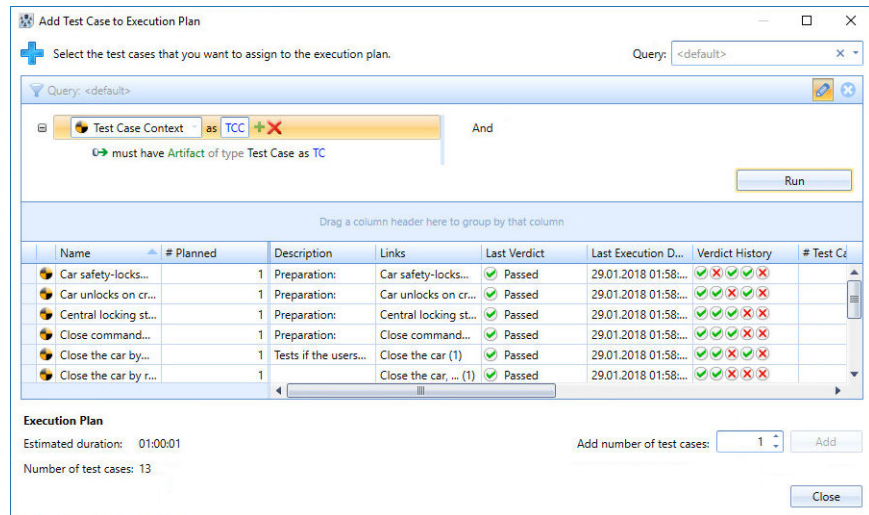 Add Test Case to Execution Plan
Select the test cases that you want to assign to the execution plan. Query: <default>
Query: <default>
Test Case Context as TCC And
must have Artifact of type Test Case as TC
Run
Drag a column header here to group by that column
Name # Planned Description Links Last Verdict Last Execution D... Verdict History # Test Ca
Car safety-locks... 1 Preparation: Car safety-locks... Passed 29.01.2018 01:58:...
Car unlocks on cr... 1 Preparation: Car unlocks on cr... Passed 29.01.2018 01:58:...
Central locking st... 1 Preparation: Central locking st... Passed 29.01.2018 01:58:...
Close command... 1 Preparation: Close command... Passed 29.01.2018 01:58:...
Close the car by... 1 Tests if the users... Close the car (1) Passed 29.01.2018 01:58:...
Close the car by r... 1 Close the car, ... (1) Passed 29.01.2018 01:58:...
Execution Plan
Estimated duration: 01:00:01 Add number of test cases: 1 Add
Number of test cases: 13
Close